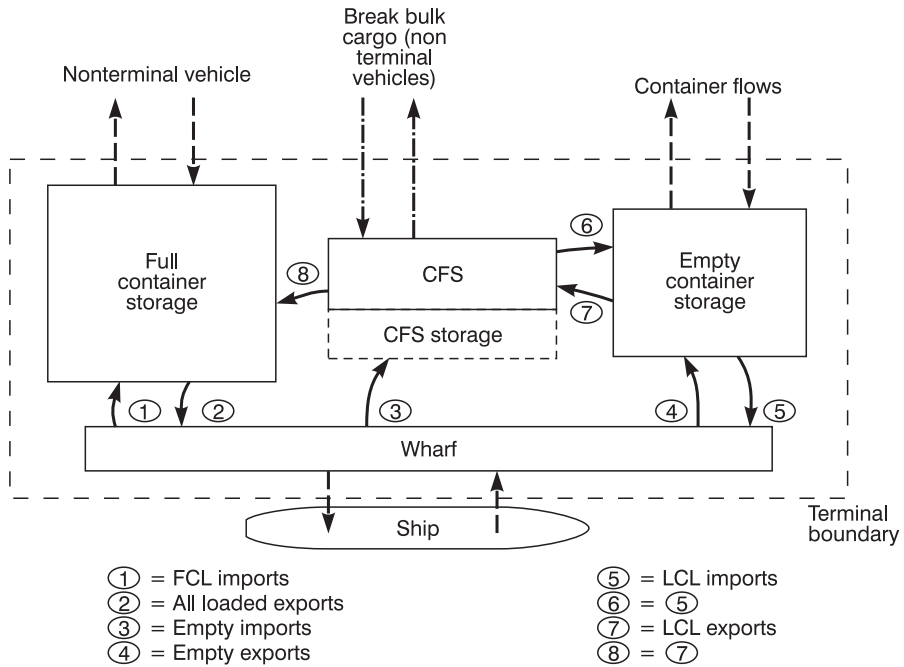 Break bulk
cargo (non
terminal
vehicles)
Nonterminal vehicle
Container flows
Full
container
storage
8
CFS
6
Empty
container
storage
7
CFS storage
1
2
3
4
5
Wharf
Ship
Terminal
boundary
1 = FCL imports
2 = All loaded exports
3 = Empty imports
4 = Empty exports
5 = LCL imports
6 = 5
7 = LCL exports
8 = 7